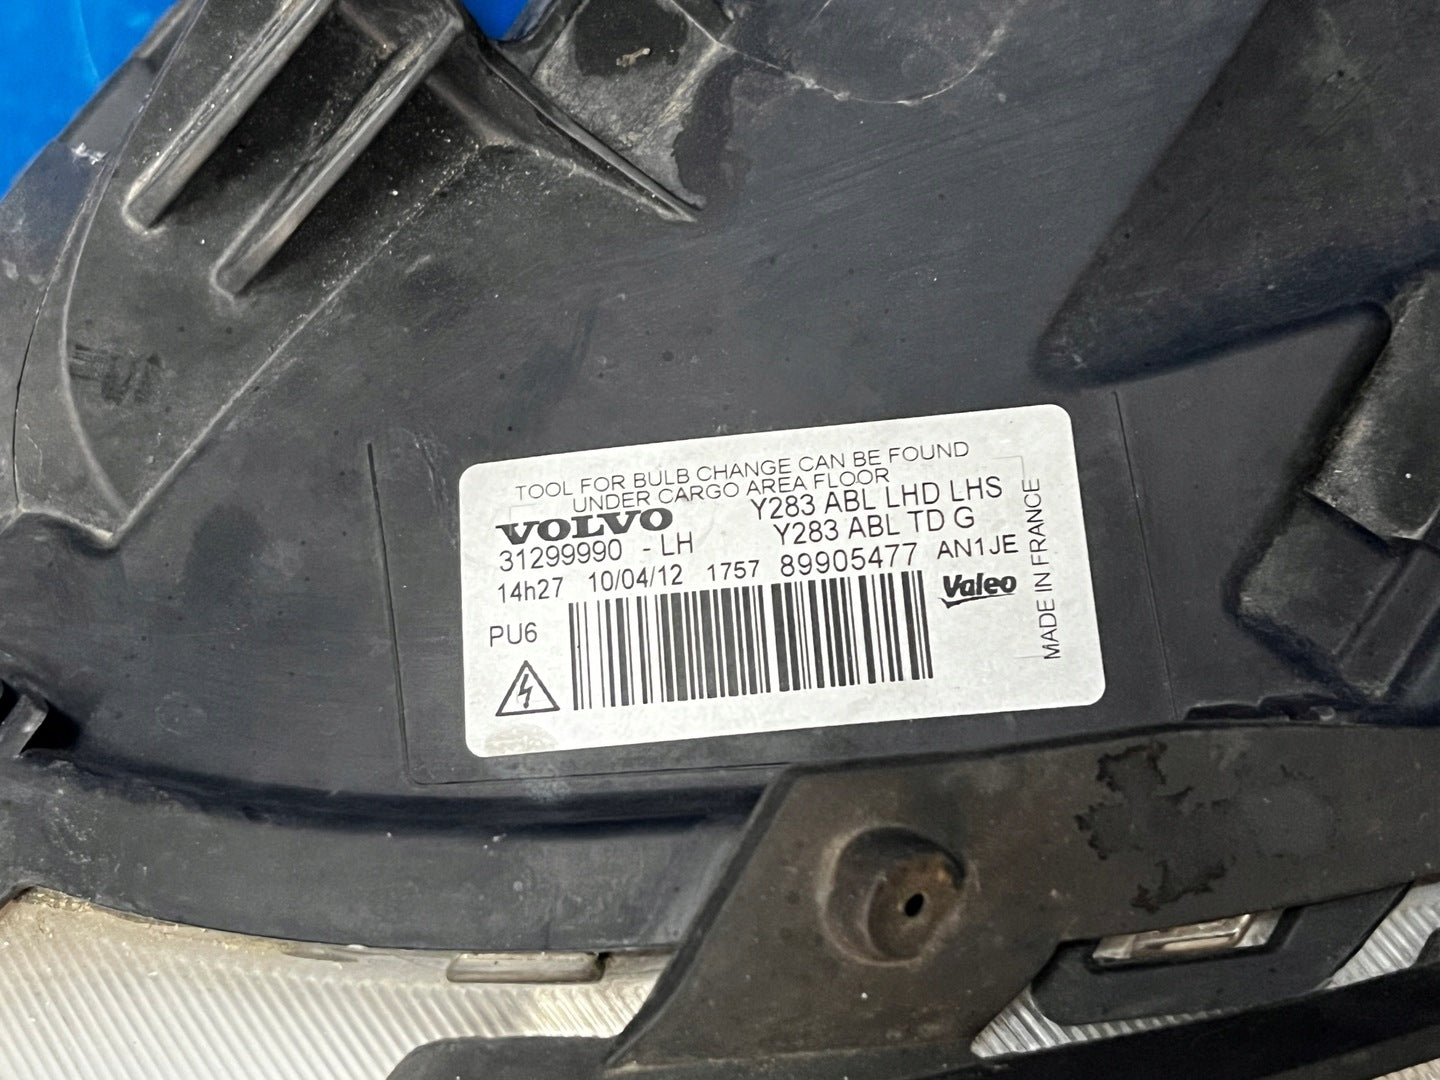 TOOL FOR BULB CHANGE CAN BE FOUND
UNDER CARGO AREA FLOOR
VOLVO
Y283 ABL LHD LHS
31299990 - LH
Y283 ABL TD G
14h27 10/04/12 1757 89905477 AN1JE
PU6
Valeo
MADE IN FRANCE